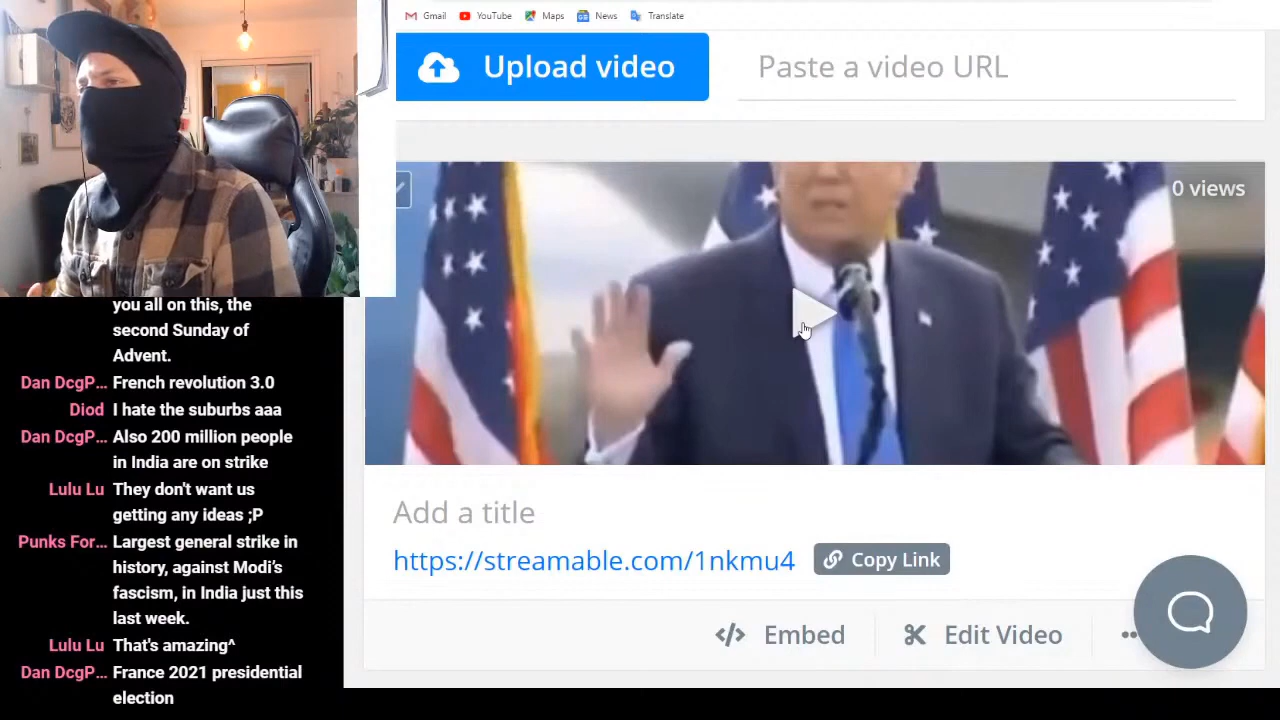 Gmail YouTube Maps News Translate
Upload video Paste a video URL
0 views
Add a title
https://streamable.com/1nkmu4 Copy Link
Embed Edit Video
you all on this, the
second Sunday of
Advent.
Dan DcgP... French revolution 3.0
Diod I hate the suburbs aaa
Dan DcgP... Also 200 million people
in India are on strike
Lulu Lu They don't want us
getting any ideas ;P
Punks For... Largest general strike in
history, against Modi's
fascism, in India just this
last week.
Lulu Lu That's amazing^
Dan DcgP... France 2021 presidential
election